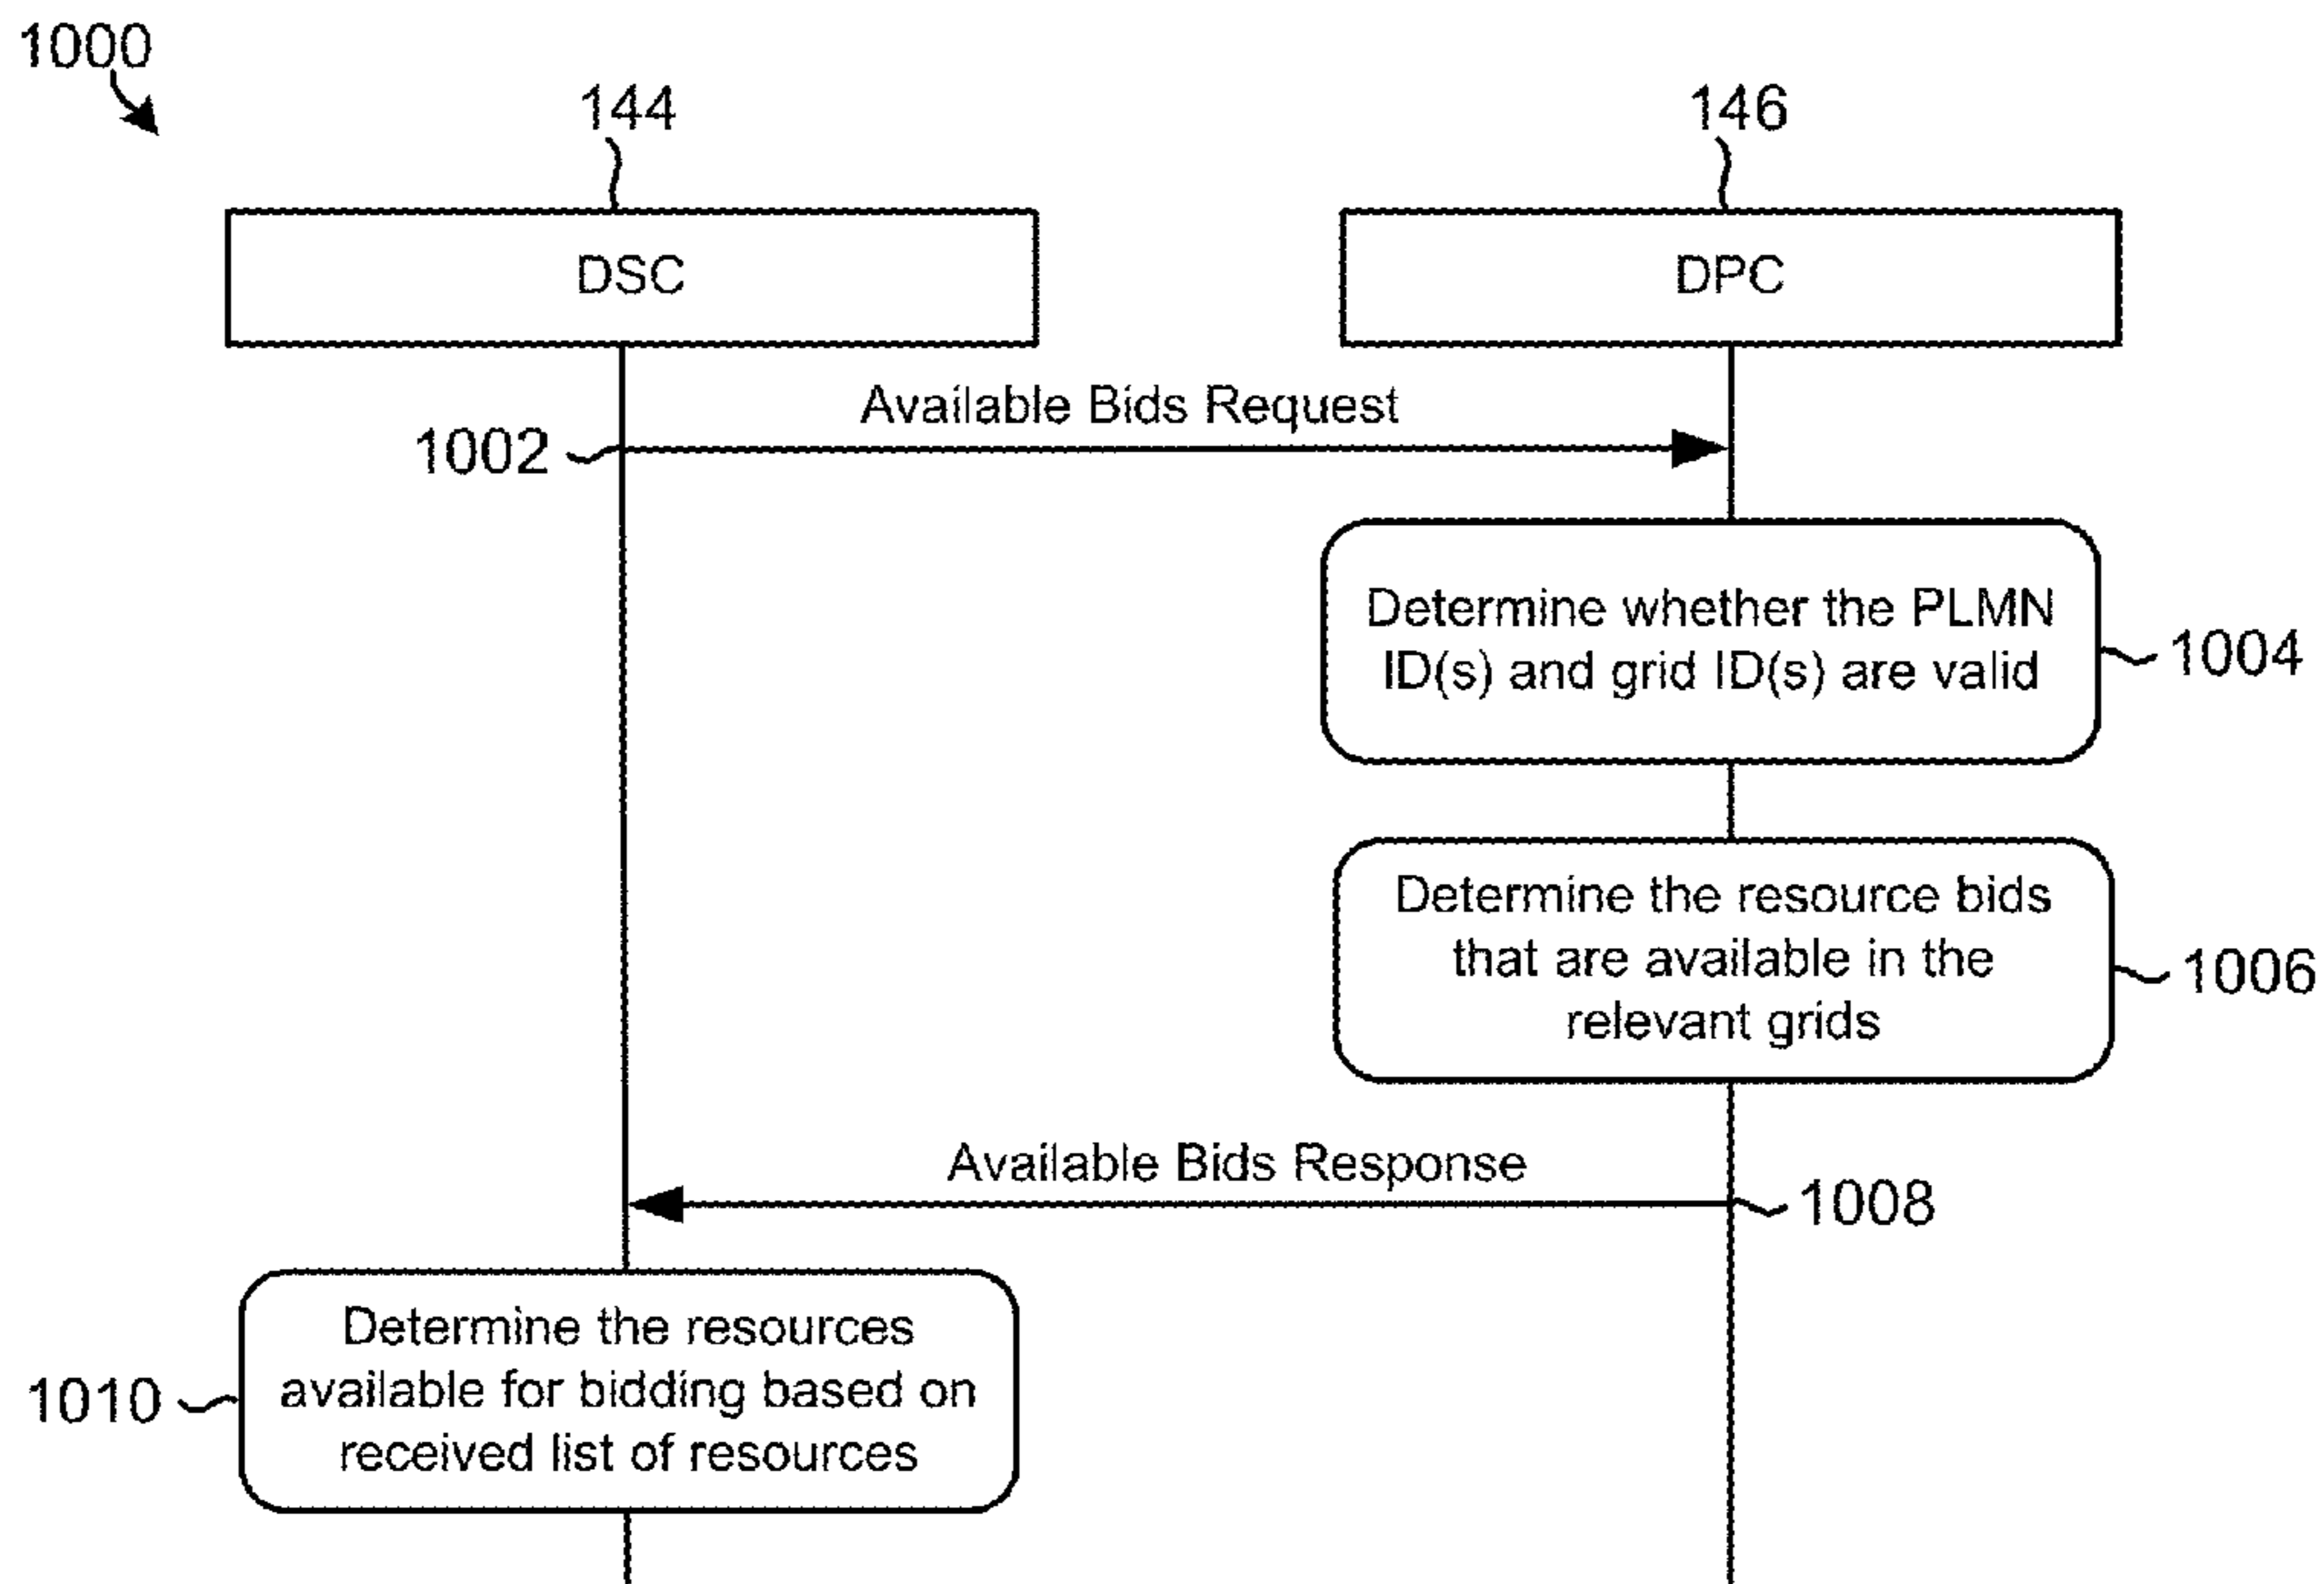 1000
144
146
DSC
DPC
Available Bids Request
1002
Determine whether the PLMN
ID(s) and grid ID(s) are valid
1004
Determine the resource bids
that are available in the
relevant grids
1006
Available Bids Response
1008
Determine the resources
available for bidding based on
received list of resources
1010